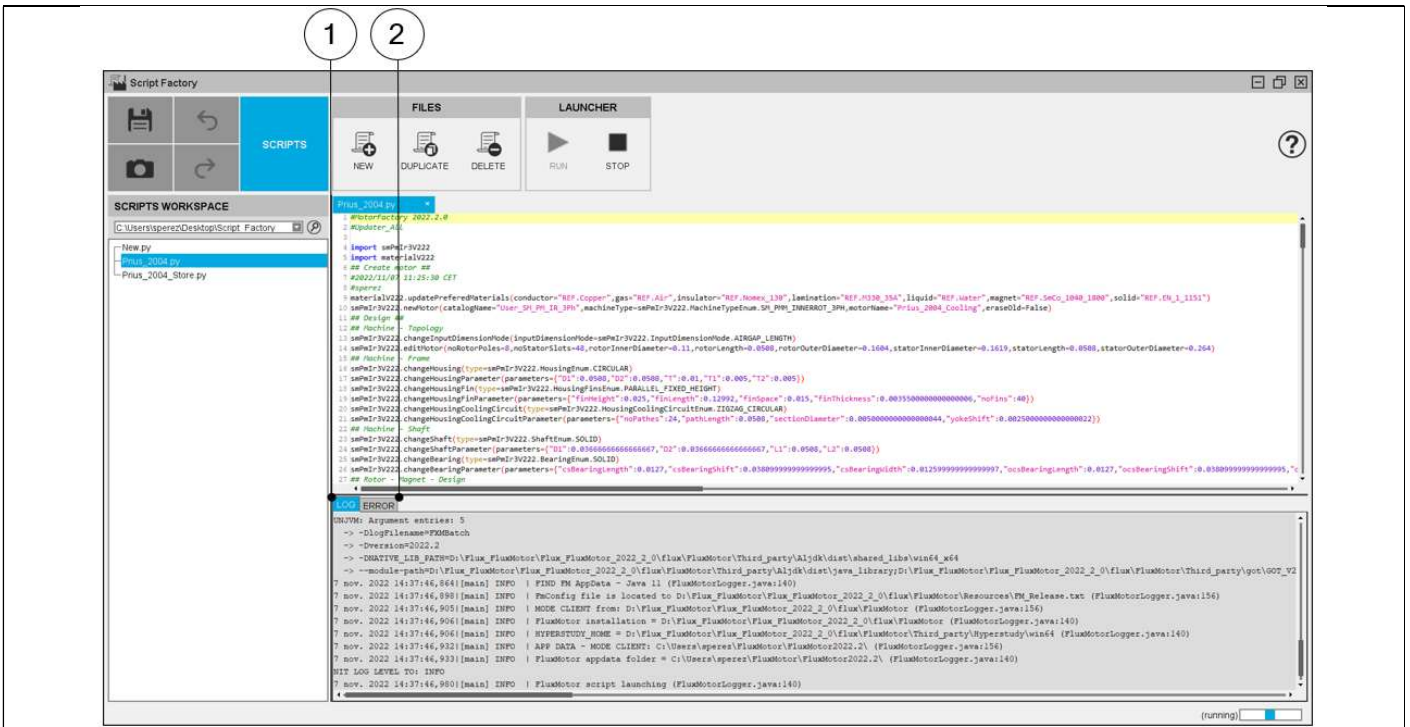 1 2
Script Factory
FILES LAUNCHER
SCRIPTS
NEW DUPLICATE DELETE RUN STOP
?
SCRIPTS WORKSPACE
C:\Users\sperez\Desktop\Script_Factory
New.py
Prius_2004.py
Prius_2004_Store.py
Prius_2004.py ×
1 #Motorfactory 2022.2.0
2 #Updater_ALL
3
4 import smPmIr3V222
5 import materialV222
6 ## Create motor ##
7 #2022/11/07 11:25:30 CET
8 #sperez
9 materialV222.updatePreferedMaterials(conductor="REF.Copper",gas="REF.Air",insulator="REF.Nomex_130",lamination="REF.M330_35A",liquid="REF.Water",magnet="REF.SmCo_1040_1800",solid="REF.EN_1_1151")
10 smPmIr3V222.newMotor(catalogName="User_SM_PM_IR_3Ph",machineType=smPmIr3V222.MachineTypeEnum.SM_PMM_INNERROT_3PH,motorName="Prius_2004_Cooling",eraseOld=False)
11 ## Design ##
12 ## Machine - Topology
13 smPmIr3V222.changeInputDimensionMode(inputDimensionMode=smPmIr3V222.InputDimensionMode.AIRGAP_LENGTH)
14 smPmIr3V222.editMotor(noRotorPoles=8,noStatorSlots=48,rotorInnerDiameter=0.11,rotorLength=0.0508,rotorOuterDiameter=0.1604,statorInnerDiameter=0.1619,statorLength=0.0508,statorOuterDiameter=0.264)
15 ## Machine - Frame
16 smPmIr3V222.changeHousing(type=smPmIr3V222.HousingEnum.CIRCULAR)
17 smPmIr3V222.changeHousingParameter(parameters={"D1":0.0508,"D2":0.0508,"T":0.01,"T1":0.005,"T2":0.005})
18 smPmIr3V222.changeHousingFin(type=smPmIr3V222.HousingFinsEnum.PARALLEL_FIXED_HEIGHT)
19 smPmIr3V222.changeHousingFinParameter(parameters={"finHeight":0.025,"finLength":0.12992,"finSpace":0.015,"finThickness":0.0035500000000000006,"noFins":40})
20 smPmIr3V222.changeHousingCoolingCircuit(type=smPmIr3V222.HousingCoolingCircuitEnum.ZIGZAG_CIRCULAR)
21 smPmIr3V222.changeHousingCoolingCircuitParameter(parameters={"noPathes":24,"pathLength":0.0508,"sectionDiameter":0.0050000000000000044,"yokeShift":0.0025000000000000022})
22 ## Machine - Shaft
23 smPmIr3V222.changeShaft(type=smPmIr3V222.ShaftEnum.SOLID)
24 smPmIr3V222.changeShaftParameter(parameters={"D1":0.03666666666666667,"D2":0.03666666666666667,"L1":0.0508,"L2":0.0508})
25 smPmIr3V222.changeBearing(type=smPmIr3V222.BearingEnum.SOLID)
26 smPmIr3V222.changeBearingParameter(parameters={"csBearingLength":0.0127,"csBearingShift":0.038099999999999995,"csBearingWidth":0.012599999999999997,"ocsBearingLength":0.0127,"ocsBearingShift":0.038099999999999995,"c
27 ## Rotor - Magnet - Design
LOG ERROR
UNJVM: Argument entries: 5
-> -DlogFilename=FXMBatch
-> -Dversion=2022.2
-> -DNATIVE_LIB_PATH=D:\Flux_FluxMotor\Flux_FluxMotor_2022_2_0\flux\FluxMotor\Third_party\Aljdk\dist\shared_libs\win64_x64
-> --module-path=D:\Flux_FluxMotor\Flux_FluxMotor_2022_2_0\flux\FluxMotor\Third_party\Aljdk\dist\java_library;D:\Flux_FluxMotor\Flux_FluxMotor_2022_2_0\flux\FluxMotor\Third_party\got\GOT_V2
7 nov. 2022 14:37:46,864|[main] INFO | FIND FM AppData - Java 11 (FluxMotorLogger.java:140)
7 nov. 2022 14:37:46,898|[main] INFO | FmConfig file is located to D:\Flux_FluxMotor\Flux_FluxMotor_2022_2_0\flux\FluxMotor\Resources\FM_Release.txt (FluxMotorLogger.java:156)
7 nov. 2022 14:37:46,905|[main] INFO | MODE CLIENT from: D:\Flux_FluxMotor\Flux_FluxMotor_2022_2_0\flux\FluxMotor (FluxMotorLogger.java:156)
7 nov. 2022 14:37:46,906|[main] INFO | FluxMotor installation = D:\Flux_FluxMotor\Flux_FluxMotor_2022_2_0\flux\FluxMotor (FluxMotorLogger.java:140)
7 nov. 2022 14:37:46,906|[main] INFO | HYPERSTUDY_HOME = D:\Flux_FluxMotor\Flux_FluxMotor_2022_2_0\flux\FluxMotor\Third_party\Hyperstudy\win64 (FluxMotorLogger.java:140)
7 nov. 2022 14:37:46,932|[main] INFO | APP DATA - MODE CLIENT: C:\Users\sperez\FluxMotor\FluxMotor2022.2\ (FluxMotorLogger.java:156)
7 nov. 2022 14:37:46,933|[main] INFO | FluxMotor appdata folder = C:\Users\sperez\FluxMotor\FluxMotor2022.2\ (FluxMotorLogger.java:140)
NIT LOG LEVEL TO: INFO
7 nov. 2022 14:37:46,980|[main] INFO | FluxMotor script launching (FluxMotorLogger.java:140)
(running)